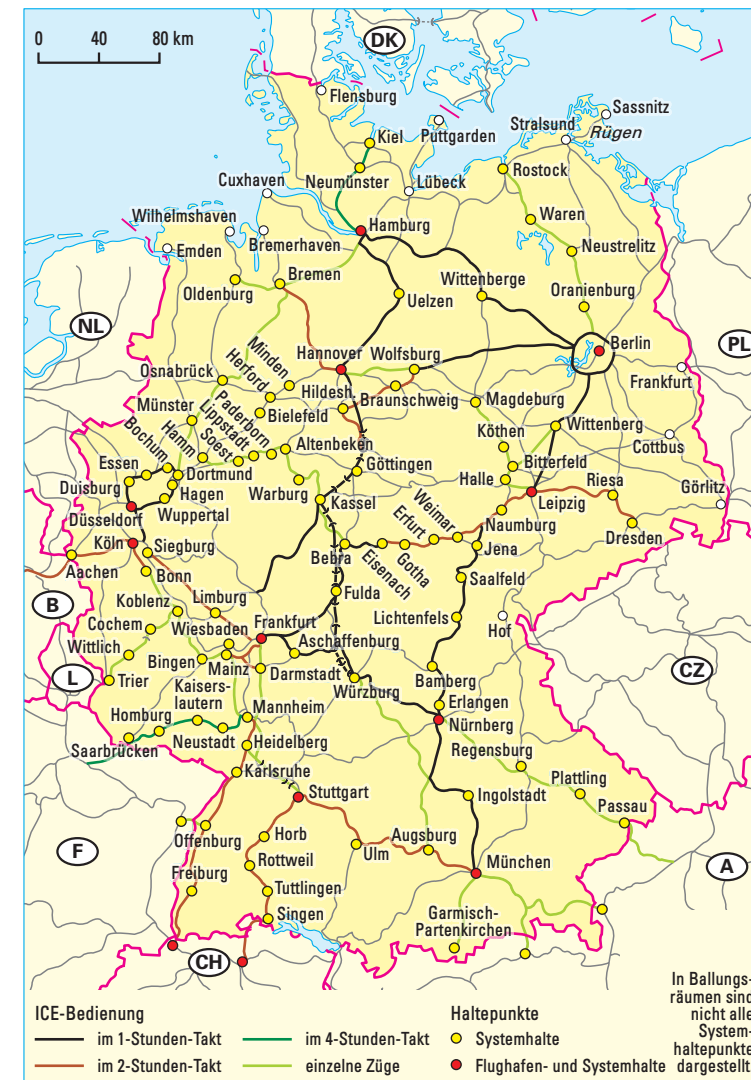 0 40 80 km
DK
Flensburg
Sassnitz
Stralsund
Rügen
Puttgarden
Kiel
Cuxhaven
Neumünster
Lübeck
Rostock
Wilhelmshaven
Hamburg
Waren
Emden
Bremerhaven
Neustrelitz
Bremen
Wittenberge
Oldenburg
Uelzen
Oranienburg
NL
Berlin
PL
Hannover
Wolfsburg
Osnabrück
Minden
Herford
Frankfurt
Hildesh.
Braunschweig
Magdeburg
Münster
Bielefeld
Paderborn
Lippstadt
Soest
Hamm
Bochum
Wittenberg
Köthen
Cottbus
Altenbeken
Essen
Dortmund
Göttingen
Bitterfeld
Duisburg
Hagen
Warburg
Halle
Riesa
Kassel
Leipzig
Görlitz
Wuppertal
Düsseldorf
Weimar
Erfurt
Naumburg
Dresden
Köln
Siegburg
Bebra
Eisenach
Gotha
Jena
Aachen
Bonn
Saalfeld
B
Koblenz
Limburg
Fulda
Cochem
Wiesbaden
Frankfurt
Lichtenfels
Hof
Aschaffenburg
Wittlich
Bingen
Mainz
CZ
L
Trier
Darmstadt
Würzburg
Bamberg
Kaisers-
lautern
Erlangen
Homburg
Mannheim
Nürnberg
Saarbrücken
Neustadt
Heidelberg
Regensburg
Karlsruhe
Plattling
Stuttgart
Ingolstadt
Passau
F
Offenburg
Horb
Augsburg
Ulm
Rottweil
München
A
Freiburg
Tuttlingen
Singen
Garmisch-
Partenkirchen
CH
In Ballungs-
räumen sind
nicht alle
System-
haltepunkte
dargestellt
ICE-Bedienung
im 1-Stunden-Takt
im 2-Stunden-Takt
im 4-Stunden-Takt
einzelne Züge
Haltepunkte
Systemhalte
Flughafen- und Systemhalte